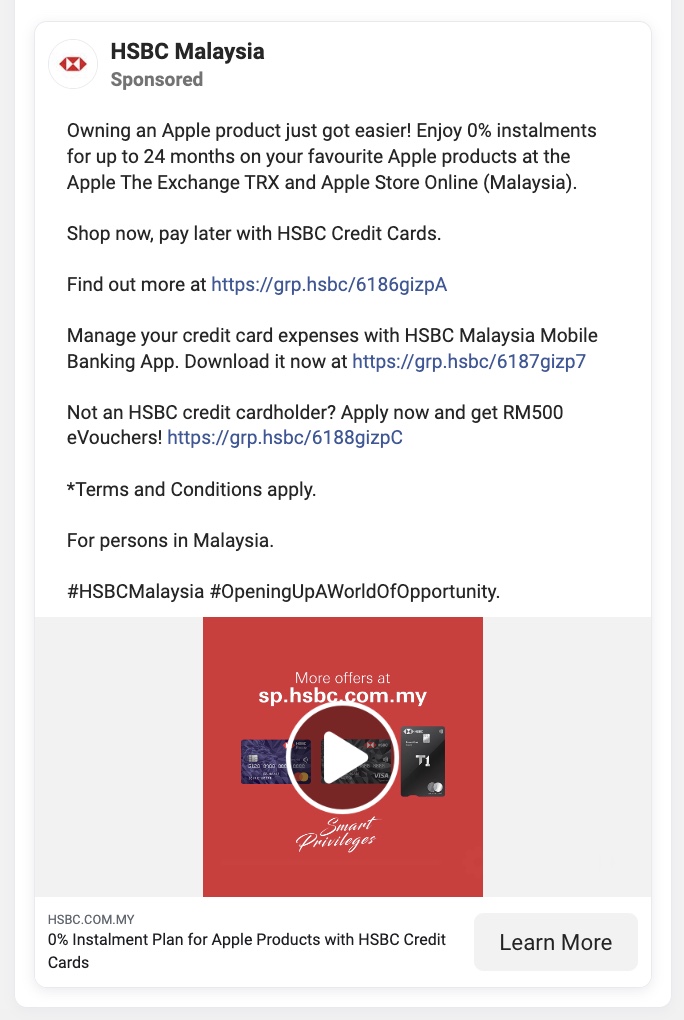 HSBC Malaysia
Sponsored
Owning an Apple product just got easier! Enjoy 0% instalments
for up to 24 months on your favourite Apple products at the
Apple The Exchange TRX and Apple Store Online (Malaysia).
Shop now, pay later with HSBC Credit Cards.
Find out more at https://grp.hsbc/6186gizpA
Manage your credit card expenses with HSBC Malaysia Mobile
Banking App. Download it now at https://grp.hsbc/6187gizp7
Not an HSBC credit cardholder? Apply now and get RM500
eVouchers! https://grp.hsbc/6188gizpC
*Terms and Conditions apply.
For persons in Malaysia.
#HSBCMalaysia #OpeningUpAWorldOfOpportunity.
More offers at
sp.hsbc.com.my
HSBC
VISA
T1
Smart
Privileges
HSBC.COM.MY
0% Instalment Plan for Apple Products with HSBC Credit
Cards
Learn More